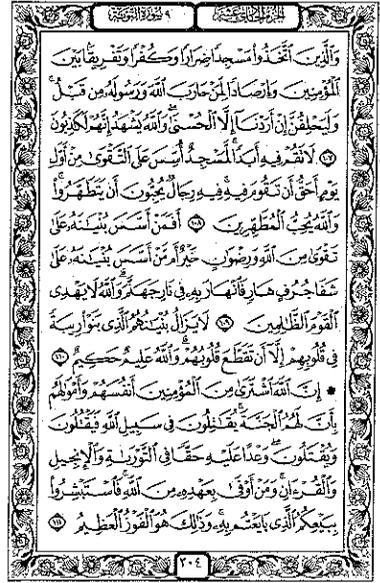 الجزء الحادي عشر
٩ سورة التوبة
وَالَّذِينَ اتَّخَذُوا مَسْجِدًا ضِرَارًا وَكُفْرًا وَتَفْرِيقًا بَيْنَ
الْمُؤْمِنِينَ وَإِرْصَادًا لِمَنْ حَارَبَ اللَّهَ وَرَسُولَهُ مِنْ قَبْلُ ۚ
وَلَيَحْلِفُنَّ إِنْ أَرَدْنَا إِلَّا الْحُسْنَىٰ ۖ وَاللَّهُ يَشْهَدُ إِنَّهُمْ لَكَاذِبُونَ
١٠٧ لَا تَقُمْ فِيهِ أَبَدًا ۚ لَمَسْجِدٌ أُسِّسَ عَلَى التَّقْوَىٰ مِنْ أَوَّلِ
يَوْمٍ أَحَقُّ أَنْ تَقُومَ فِيهِ ۚ فِيهِ رِجَالٌ يُحِبُّونَ أَنْ يَتَطَهَّرُوا ۚ
وَاللَّهُ يُحِبُّ الْمُطَّهِّرِينَ ١٠٨ أَفَمَنْ أَسَّسَ بُنْيَانَهُ عَلَىٰ
تَقْوَىٰ مِنَ اللَّهِ وَرِضْوَانٍ خَيْرٌ أَمْ مَنْ أَسَّسَ بُنْيَانَهُ عَلَىٰ
شَفَا جُرُفٍ هَارٍ فَانْهَارَ بِهِ فِي نَارِ جَهَنَّمَ ۗ وَاللَّهُ لَا يَهْدِي
الْقَوْمَ الظَّالِمِينَ ١٠٩ لَا يَزَالُ بُنْيَانُهُمُ الَّذِي بَنَوْا رِيبَةً
فِي قُلُوبِهِمْ إِلَّا أَنْ تَقَطَّعَ قُلُوبُهُمْ ۗ وَاللَّهُ عَلِيمٌ حَكِيمٌ ١١٠
۞ إِنَّ اللَّهَ اشْتَرَىٰ مِنَ الْمُؤْمِنِينَ أَنْفُسَهُمْ وَأَمْوَالَهُمْ
بِأَنَّ لَهُمُ الْجَنَّةَ ۚ يُقَاتِلُونَ فِي سَبِيلِ اللَّهِ فَيَقْتُلُونَ
وَيُقْتَلُونَ ۖ وَعْدًا عَلَيْهِ حَقًّا فِي التَّوْرَاةِ وَالْإِنْجِيلِ
وَالْقُرْآنِ ۚ وَمَنْ أَوْفَىٰ بِعَهْدِهِ مِنَ اللَّهِ ۚ فَاسْتَبْشِرُوا
بِبَيْعِكُمُ الَّذِي بَايَعْتُمْ بِهِ ۚ وَذَٰلِكَ هُوَ الْفَوْزُ الْعَظِيمُ ١١١
٢٠٤